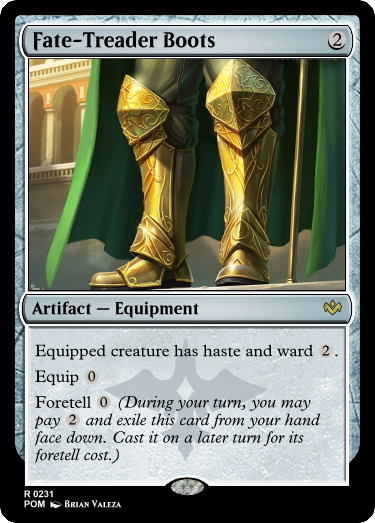 Fate-Treader Boots 2
Artifact — Equipment
Equipped creature has haste and ward 2.
Equip 0
Foretell 0 (During your turn, you may
pay 2 and exile this card from your hand
face down. Cast it on a later turn for its
foretell cost.)
R 0231
POM Brian Valeza